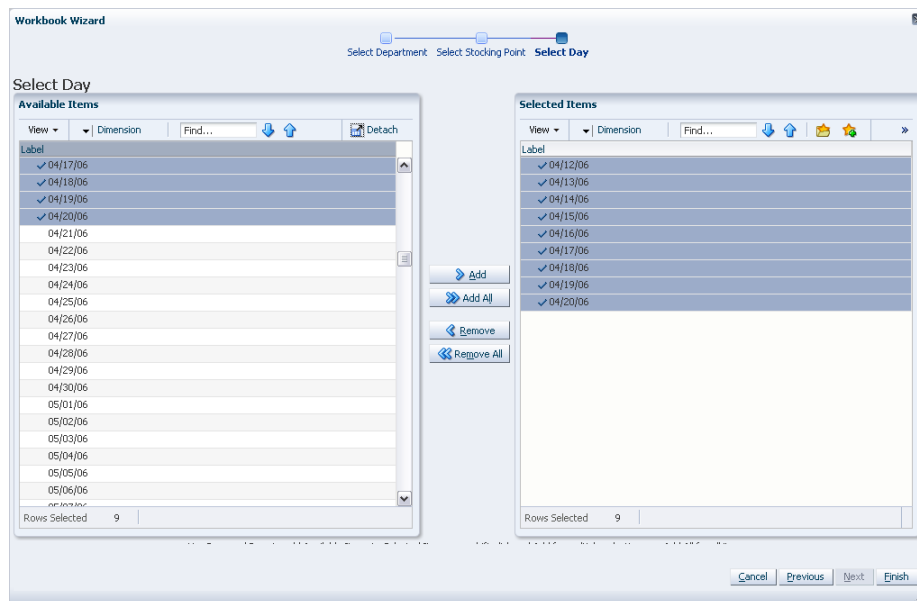 Workbook Wizard
Select Department Select Stocking Point Select Day
Select Day
Available Items
View Dimension Find... Detach
Label
04/17/06
04/18/06
04/19/06
04/20/06
04/21/06
04/22/06
04/23/06
04/24/06
04/25/06
04/26/06
04/27/06
04/28/06
04/29/06
04/30/06
05/01/06
05/02/06
05/03/06
05/04/06
05/05/06
05/06/06
Rows Selected 9
Add
Add All
Remove
Remove All
Selected Items
View Dimension Find... »
Label
04/12/06
04/13/06
04/14/06
04/15/06
04/16/06
04/17/06
04/18/06
04/19/06
04/20/06
Rows Selected 9
Cancel Previous Next Finish